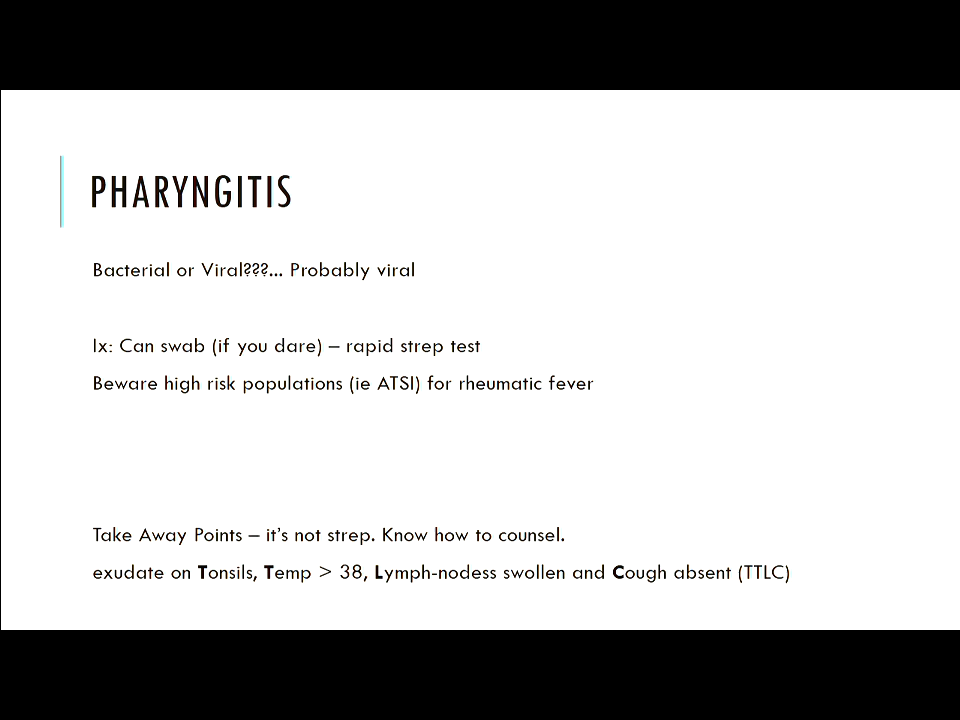 PHARYNGITIS
Bacterial or Viral???... Probably viral
Ix: Can swab (if you dare) – rapid strep test
Beware high risk populations (ie ATSI) for rheumatic fever
Take Away Points – it's not strep. Know how to counsel.
exudate on Tonsils, Temp > 38, Lymph-nodess swollen and Cough absent (TTLC)